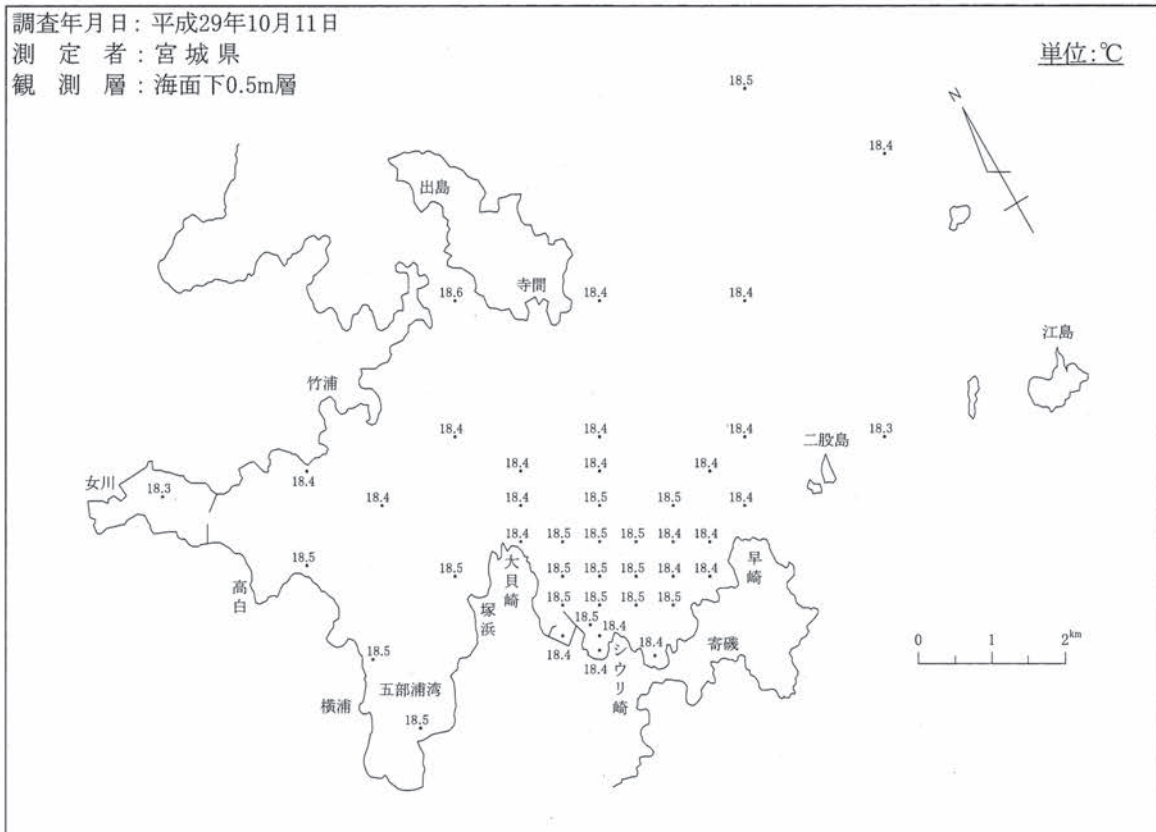 調査年月日：平成29年10月11日
測定者：宮城県
観測層：海面下0.5m層
単位：℃
18.5
N
18.4
出島
寺間
18.6 18.4 18.4
江島
竹浦
18.4 18.4 18.4 18.3
二股島
18.4 18.4 18.4
女川
18.3
18.4
18.4 18.4 18.5 18.5 18.4
18.4 18.5 18.5 18.4 18.4
18.5 18.5 18.5 18.5 18.5 18.4 18.4
大貝崎
早崎
高白
18.5 18.5 18.5 18.5
塚浜
18.5 18.4
シウリ崎
寄磯
0 1 2km
18.5 18.4 18.4 18.4
五部浦湾
横浦
18.5